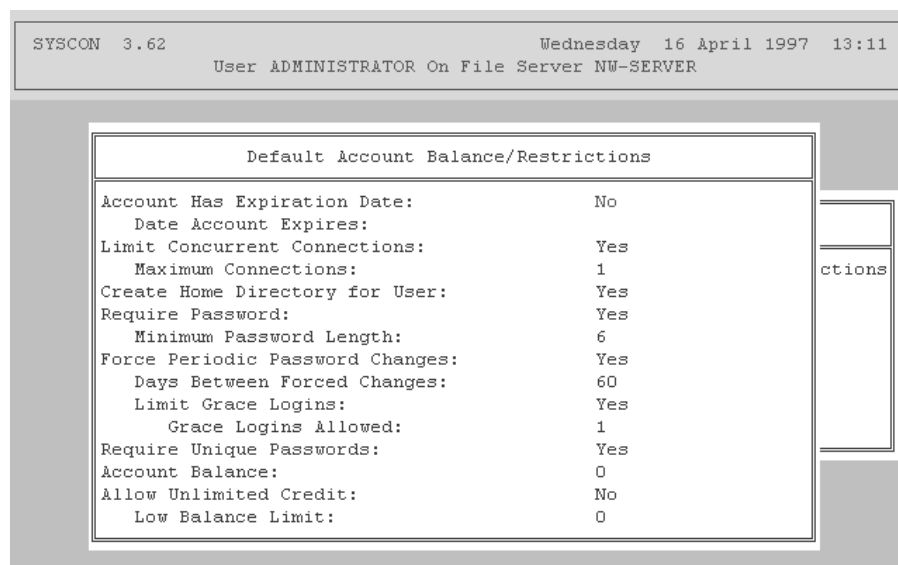 SYSCON 3.62 Wednesday 16 April 1997 13:11
User ADMINISTRATOR On File Server NW-SERVER
Default Account Balance/Restrictions
Account Has Expiration Date: No
Date Account Expires:
Limit Concurrent Connections: Yes
Maximum Connections: 1
ctions
Create Home Directory for User: Yes
Require Password: Yes
Minimum Password Length: 6
Force Periodic Password Changes: Yes
Days Between Forced Changes: 60
Limit Grace Logins: Yes
Grace Logins Allowed: 1
Require Unique Passwords: Yes
Account Balance: 0
Allow Unlimited Credit: No
Low Balance Limit: 0